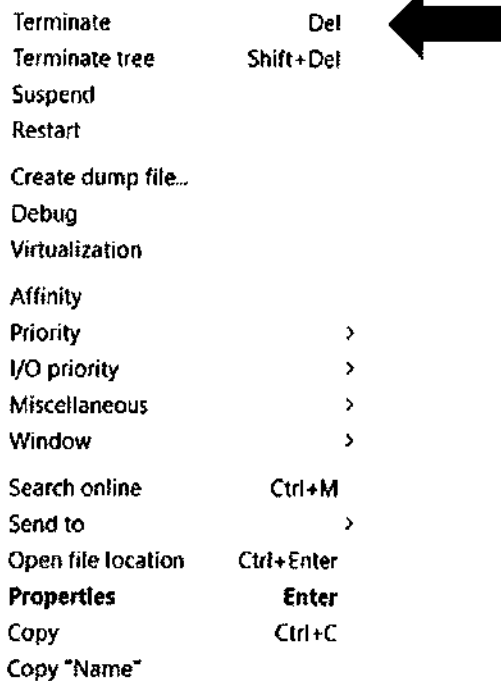 Terminate Del
Terminate tree Shift+Del
Suspend
Restart
Create dump file...
Debug
Virtualization
Affinity
Priority >
I/O priority >
Miscellaneous >
Window >
Search online Ctrl+M
Send to >
Open file location Ctrl+Enter
Properties Enter
Copy Ctrl+C
Copy "Name"